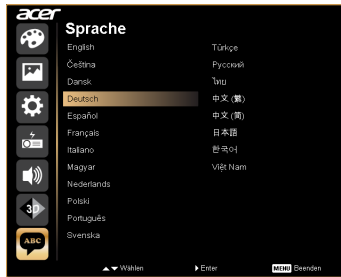 acer
Sprache
English
Čeština
Dansk
Deutsch
Español
Français
Italiano
Magyar
Nederlands
Polski
Português
Svenska
Türkçe
Русский
ไทย
中文 (繁)
中文 (简)
日本語
한국어
Việt Nam
3D
ABC
Wählen Enter MENU Beenden